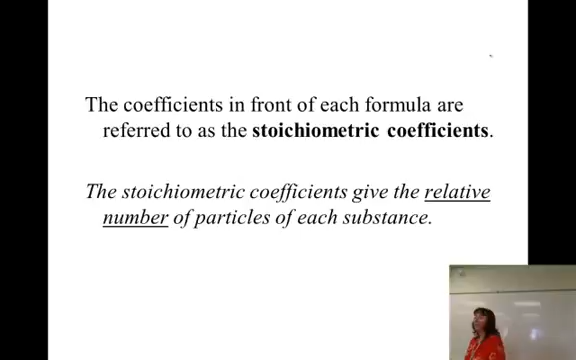 The coefficients in front of each formula are
referred to as the stoichiometric coefficients.
The stoichiometric coefficients give the relative
number of particles of each substance.